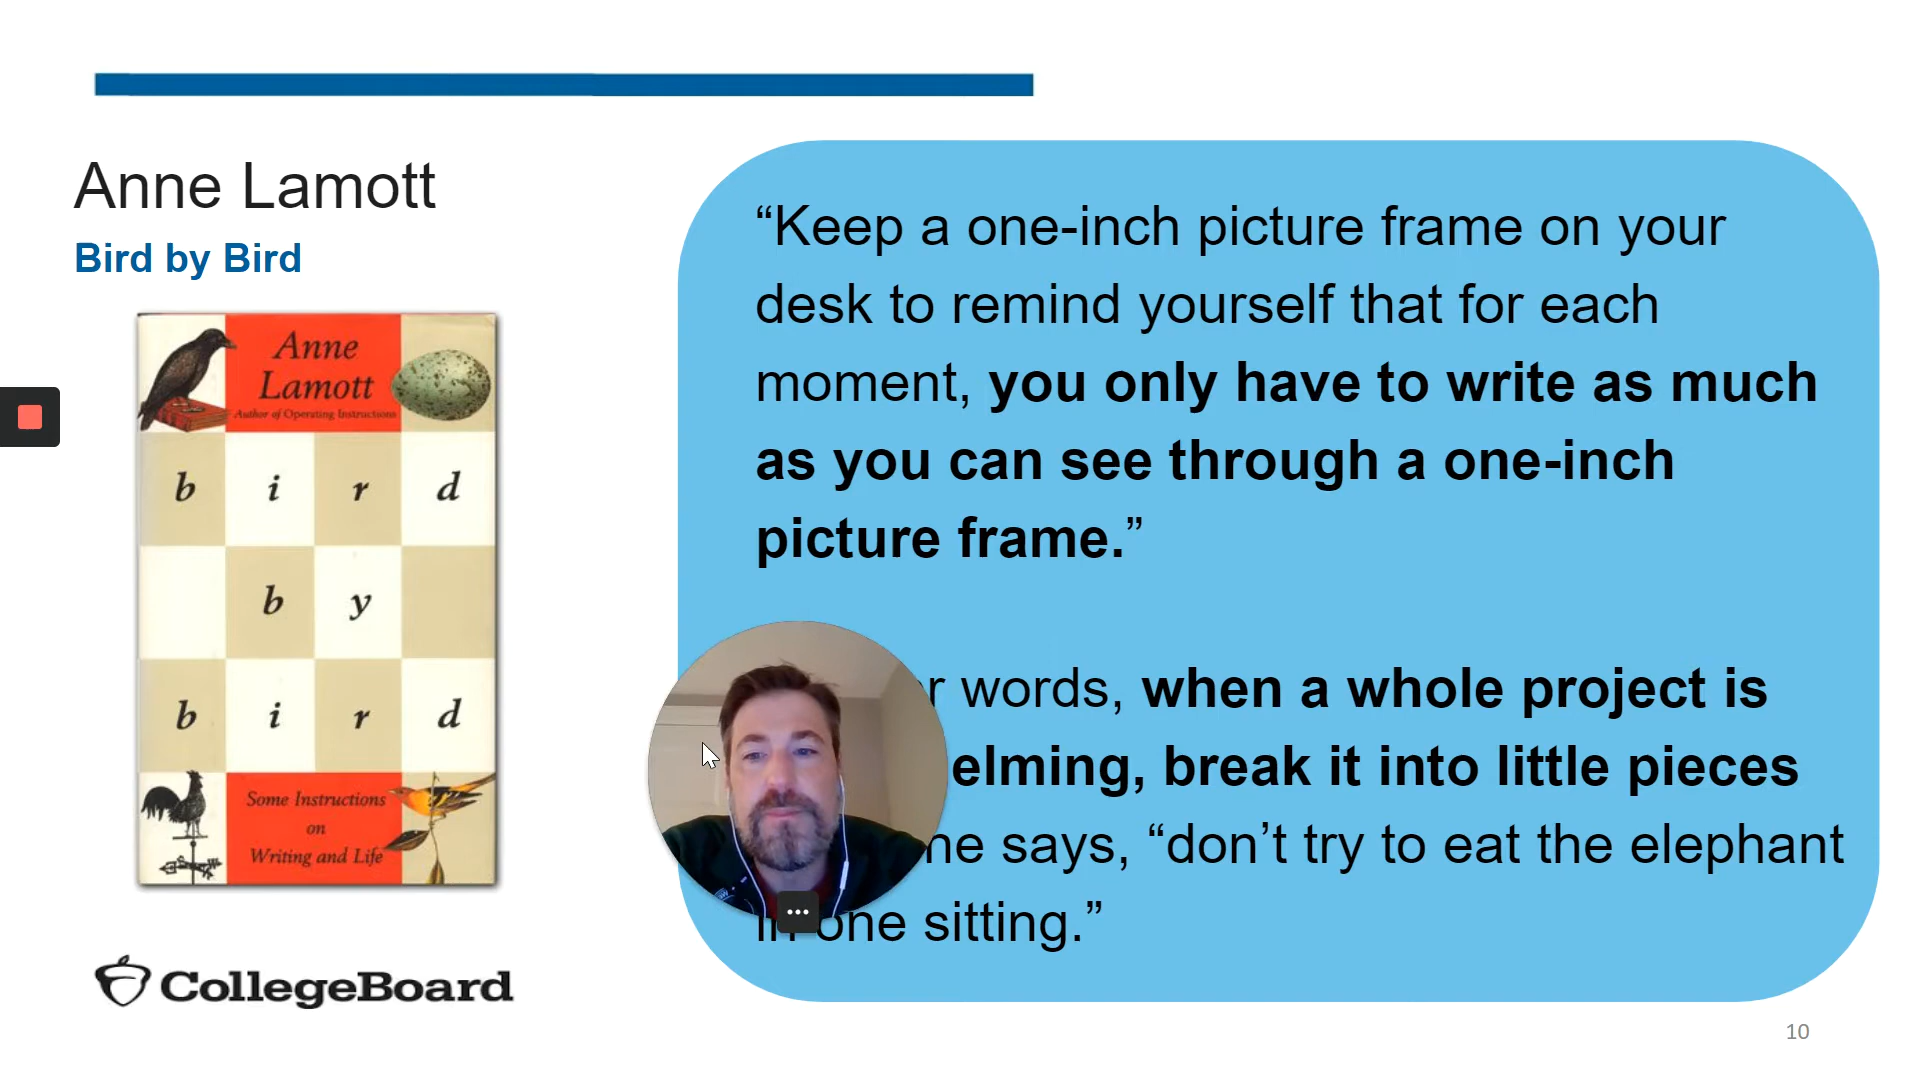 Anne Lamott
Bird by Bird
Anne
Lamott
Author of Operating Instructions
b i r d
b y
b i r d
Some Instructions
on
Writing and Life
CollegeBoard
“Keep a one-inch picture frame on your
desk to remind yourself that for each
moment, you only have to write as much
as you can see through a one-inch
picture frame.”
r words, when a whole project is
elming, break it into little pieces
ne says, “don’t try to eat the elephant
in one sitting.”
10